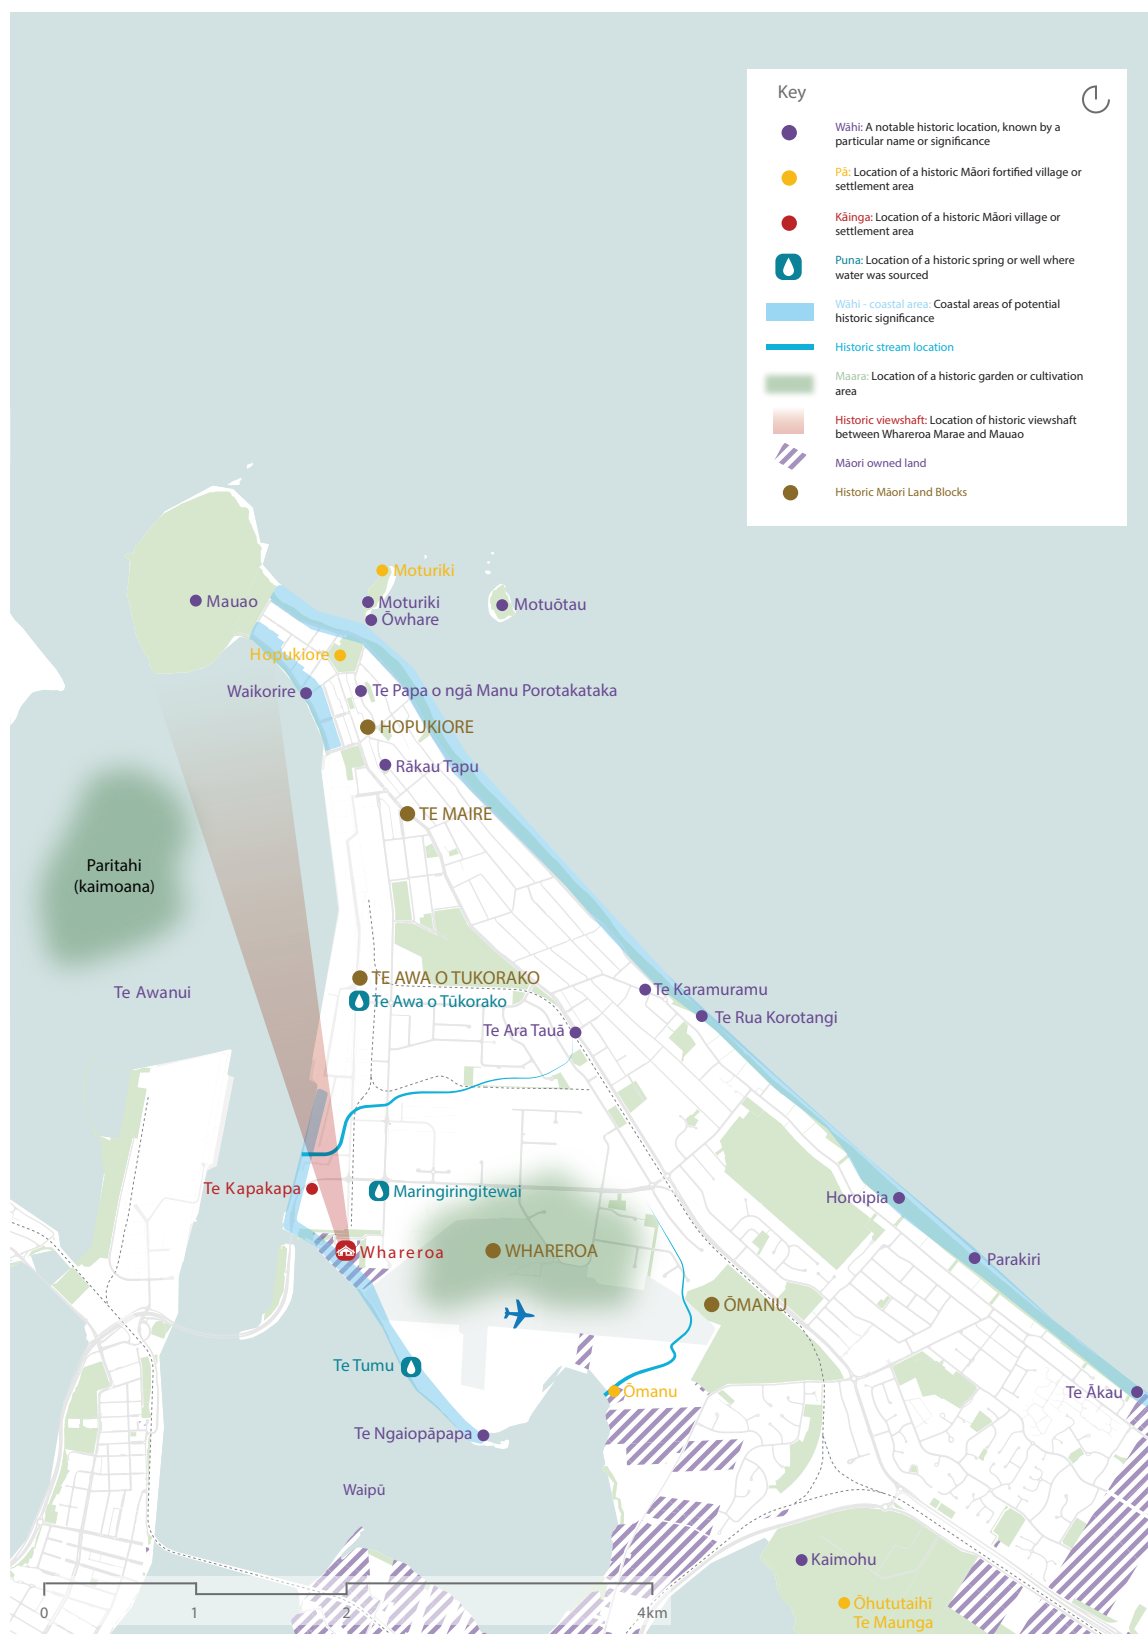 Key
Wāhi: A notable historic location, known by a
particular name or significance
Pā: Location of a historic Māori fortified village or
settlement area
Kāinga: Location of a historic Māori village or
settlement area
Puna: Location of a historic spring or well where
water was sourced
Wāhi - coastal area: Coastal areas of potential
historic significance
Historic stream location
Maara: Location of a historic garden or cultivation
area
Historic viewshaft: Location of historic viewshaft
between Whareroa Marae and Mauao
Māori owned land
Historic Māori Land Blocks
Moturiki
Mauao
Moturiki
Motuōtau
Ōwhare
Hopukiore
Waikorire
Te Papa o ngā Manu Porotakataka
HOPUKIORE
Rākau Tapu
TE MAIRE
Paritahi
(kaimoana)
TE AWA O TUKORAKO
Te Awanui
Te Karamuramu
Te Awa o Tūkorako
Te Rua Korotangi
Te Ara Tauā
Te Kapakapa
Maringiringitewai
Horoipia
Whareroa
WHAREROA
Parakiri
ŌMANU
Te Tumu
Ōmanu
Te Ākau
Te Ngaiopāpapa
Waipū
Kaimohu
Ōhututaihī
Te Maunga
0
1
2
4km